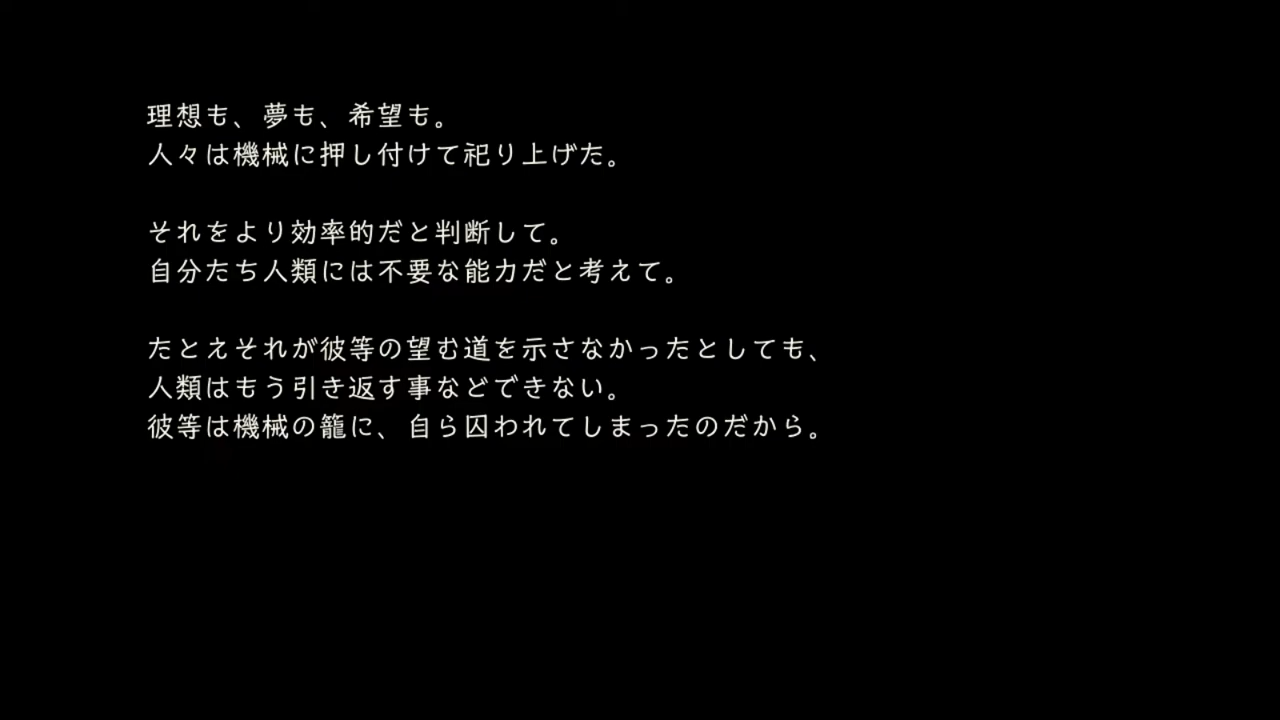 理想も、夢も、希望も。
人々は機械に押し付けて祀り上げた。
それをより効率的だと判断して。
自分たち人類には不要な能力だと考えて。
たとえそれが彼等の望む道を示さなかったとしても、
人類はもう引き返す事などできない。
彼等は機械の籠に、自ら囚われてしまったのだから。